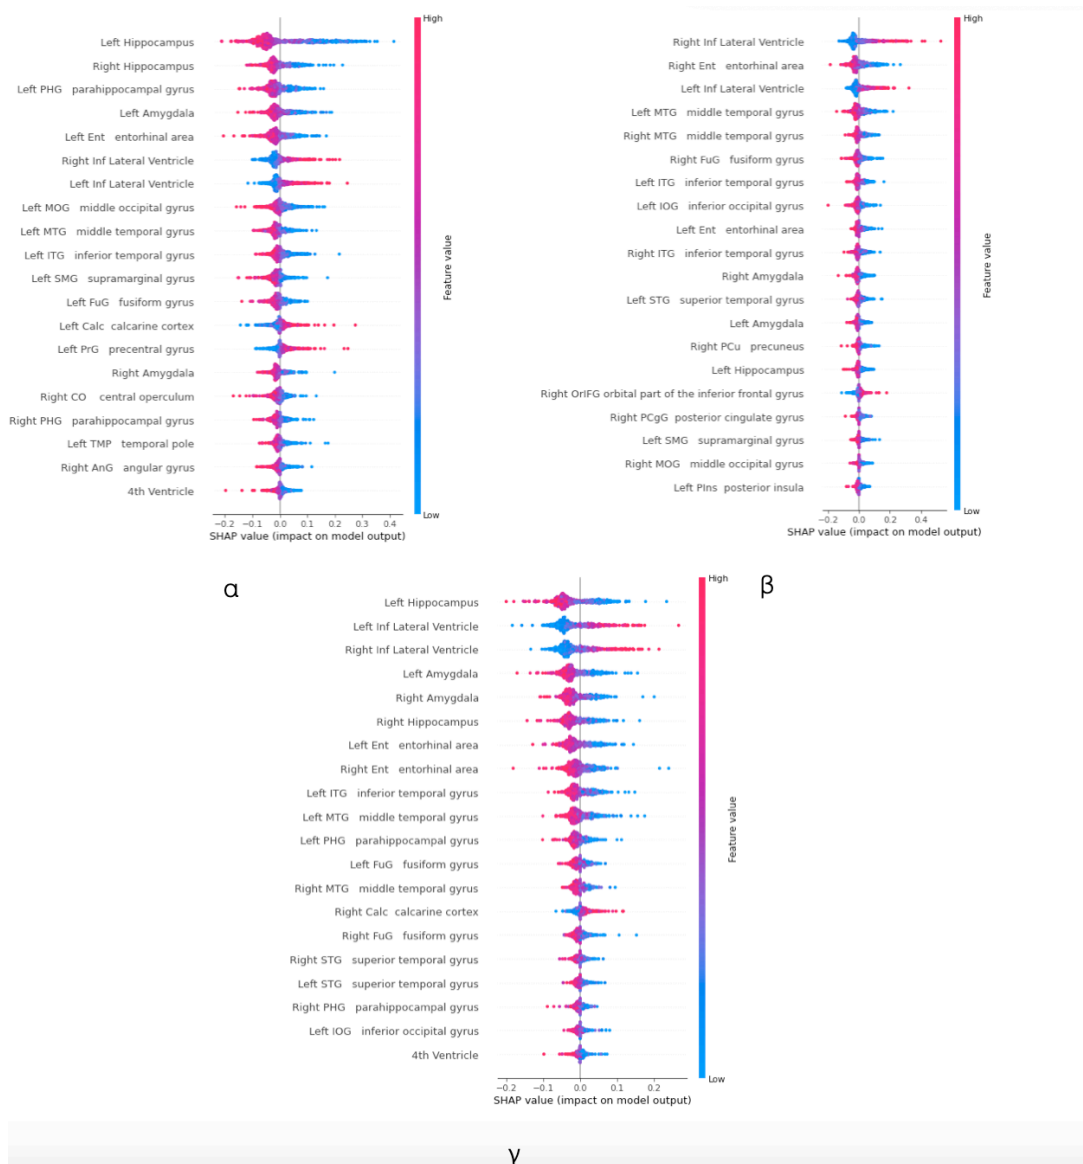 High
Left Hippocampus
Right Hippocampus
Left PHG parahippocampal gyrus
Left Amygdala
Left Ent entorhinal area
Right Inf Lateral Ventricle
Left Inf Lateral Ventricle
Left MOG middle occipital gyrus
Left MTG middle temporal gyrus
Left ITG inferior temporal gyrus
Left SMG supramarginal gyrus
Left FuG fusiform gyrus
Left Calc calcarine cortex
Left PrG precentral gyrus
Right Amygdala
Right CO central operculum
Right PHG parahippocampal gyrus
Left TMP temporal pole
Right AnG angular gyrus
4th Ventricle
Feature value
Low
−0.2 −0.1 0.0 0.1 0.2 0.3 0.4
SHAP value (impact on model output)
α
High
Right Inf Lateral Ventricle
Right Ent entorhinal area
Left Inf Lateral Ventricle
Left MTG middle temporal gyrus
Right MTG middle temporal gyrus
Right FuG fusiform gyrus
Left ITG inferior temporal gyrus
Left IOG inferior occipital gyrus
Left Ent entorhinal area
Right ITG inferior temporal gyrus
Right Amygdala
Left STG superior temporal gyrus
Left Amygdala
Right PCu precuneus
Left Hippocampus
Right OrIFG orbital part of the inferior frontal gyrus
Right PCgG posterior cingulate gyrus
Left SMG supramarginal gyrus
Right MOG middle occipital gyrus
Left PIns posterior insula
Feature value
Low
−0.2 0.0 0.2 0.4
SHAP value (impact on model output)
β
High
Left Hippocampus
Left Inf Lateral Ventricle
Right Inf Lateral Ventricle
Left Amygdala
Right Amygdala
Right Hippocampus
Left Ent entorhinal area
Right Ent entorhinal area
Left ITG inferior temporal gyrus
Left MTG middle temporal gyrus
Left PHG parahippocampal gyrus
Left FuG fusiform gyrus
Right MTG middle temporal gyrus
Right Calc calcarine cortex
Right FuG fusiform gyrus
Right STG superior temporal gyrus
Left STG superior temporal gyrus
Right PHG parahippocampal gyrus
Left IOG inferior occipital gyrus
4th Ventricle
Feature value
Low
−0.2 −0.1 0.0 0.1 0.2
SHAP value (impact on model output)
γ